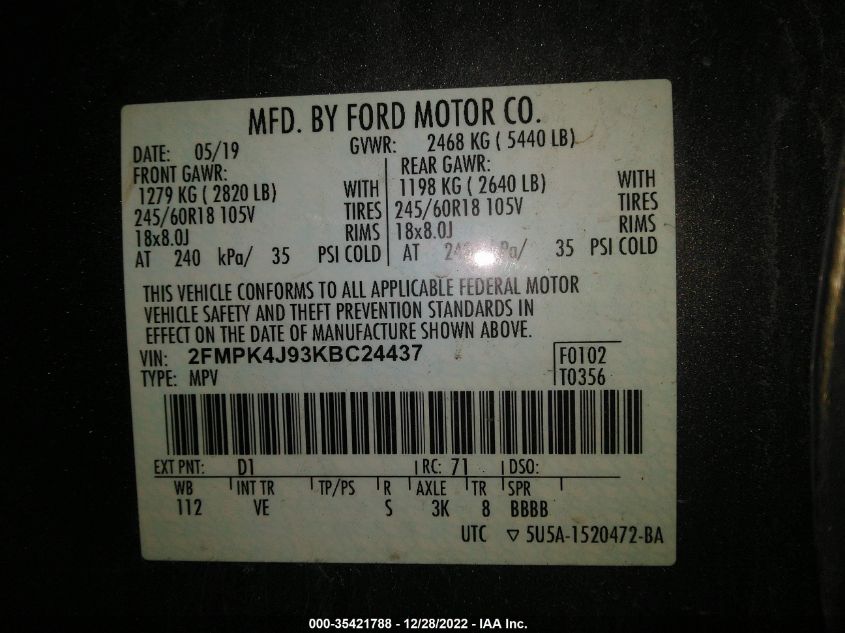 MFD. BY FORD MOTOR CO.
DATE: 05/19 GVWR: 2468 KG ( 5440 LB)
FRONT GAWR: REAR GAWR:
1279 KG ( 2820 LB) WITH 1198 KG ( 2640 LB) WITH
245/60R18 105V TIRES 245/60R18 105V TIRES
18x8.0J RIMS 18x8.0J RIMS
AT 240 kPa/ 35 PSI COLD AT kPa/ 35 PSI COLD
THIS VEHICLE CONFORMS TO ALL APPLICABLE FEDERAL MOTOR
VEHICLE SAFETY AND THEFT PREVENTION STANDARDS IN
EFFECT ON THE DATE OF MANUFACTURE SHOWN ABOVE.
VIN: 2FMPK4J93KBC24437 F0102
TYPE: MPV T0356
EXT PNT: D1 RC: 71 DSO:
WB INT TR TP/PS R AXLE TR SPR
112 VE S 3K 8 BBBB
UTC ▽ 5U5A-1520472-BA
000-35421788 - 12/28/2022 - IAA Inc.